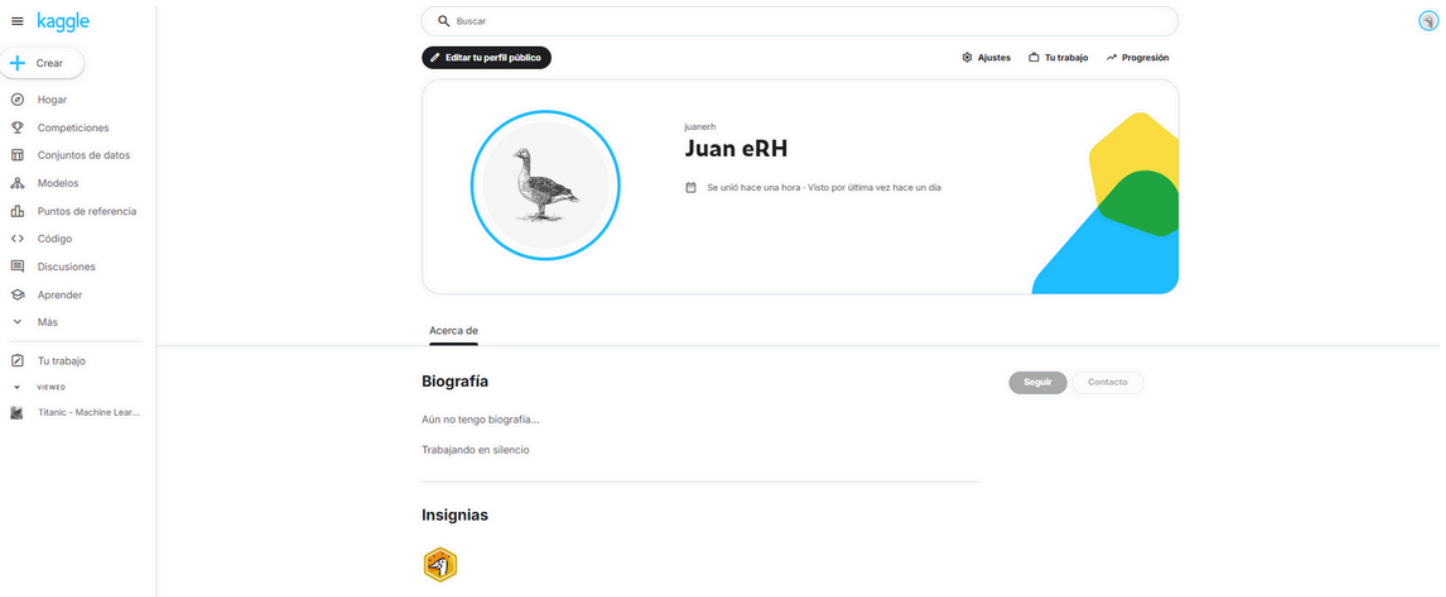 kaggle
Buscar
Crear
Editar tu perfil público
Ajustes
Tu trabajo
Progresión
Hogar
Competiciones
Conjuntos de datos
Modelos
Puntos de referencia
Código
Discusiones
Aprender
Más
Tu trabajo
VIEWED
Titanic - Machine Lear...
juanerh
Juan eRH
Se unió hace una hora · Visto por última vez hace un día
Acerca de
Biografía
Seguir
Contacto
Aún no tengo biografía...
Trabajando en silencio
Insignias